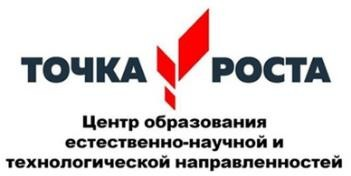 ТОЧКА РОСТА
Центр образования
естественно-научной и
технологической направленностей